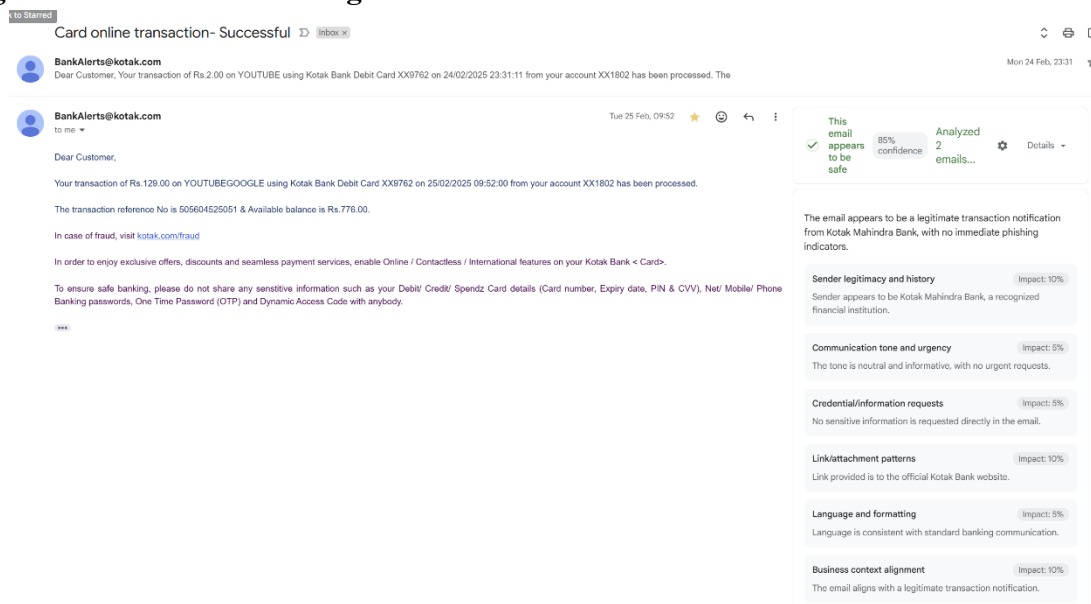 k to Starred
Card online transaction- Successful Inbox ×
BankAlerts@kotak.com Mon 24 Feb, 23:31
Dear Customer, Your transaction of Rs.2.00 on YOUTUBE using Kotak Bank Debit Card XX9762 on 24/02/2025 23:31:11 from your account XX1802 has been processed. The
BankAlerts@kotak.com Tue 25 Feb, 09:52
to me
Dear Customer,
Your transaction of Rs.129.00 on YOUTUBEGOOGLE using Kotak Bank Debit Card XX9762 on 25/02/2025 09:52:00 from your account XX1802 has been processed.
The transaction reference No is 505604525051 & Available balance is Rs.776.00.
In case of fraud, visit kotak.com/fraud
In order to enjoy exclusive offers, discounts and seamless payment services, enable Online / Contactless / International features on your Kotak Bank < Card>.
To ensure safe banking, please do not share any senstitive information such as your Debit/ Credit/ Spendz Card details (Card number, Expiry date, PIN & CVV), Net/ Mobile/ Phone
Banking passwords, One Time Password (OTP) and Dynamic Access Code with anybody.
This
email
appears
to be
safe
85%
confidence
Analyzed
2
emails...
Details
The email appears to be a legitimate transaction notification
from Kotak Mahindra Bank, with no immediate phishing
indicators.
Sender legitimacy and history Impact: 10%
Sender appears to be Kotak Mahindra Bank, a recognized
financial institution.
Communication tone and urgency Impact: 5%
The tone is neutral and informative, with no urgent requests.
Credential/information requests Impact: 5%
No sensitive information is requested directly in the email.
Link/attachment patterns Impact: 10%
Link provided is to the official Kotak Bank website.
Language and formatting Impact: 5%
Language is consistent with standard banking communication.
Business context alignment Impact: 10%
The email aligns with a legitimate transaction notification.